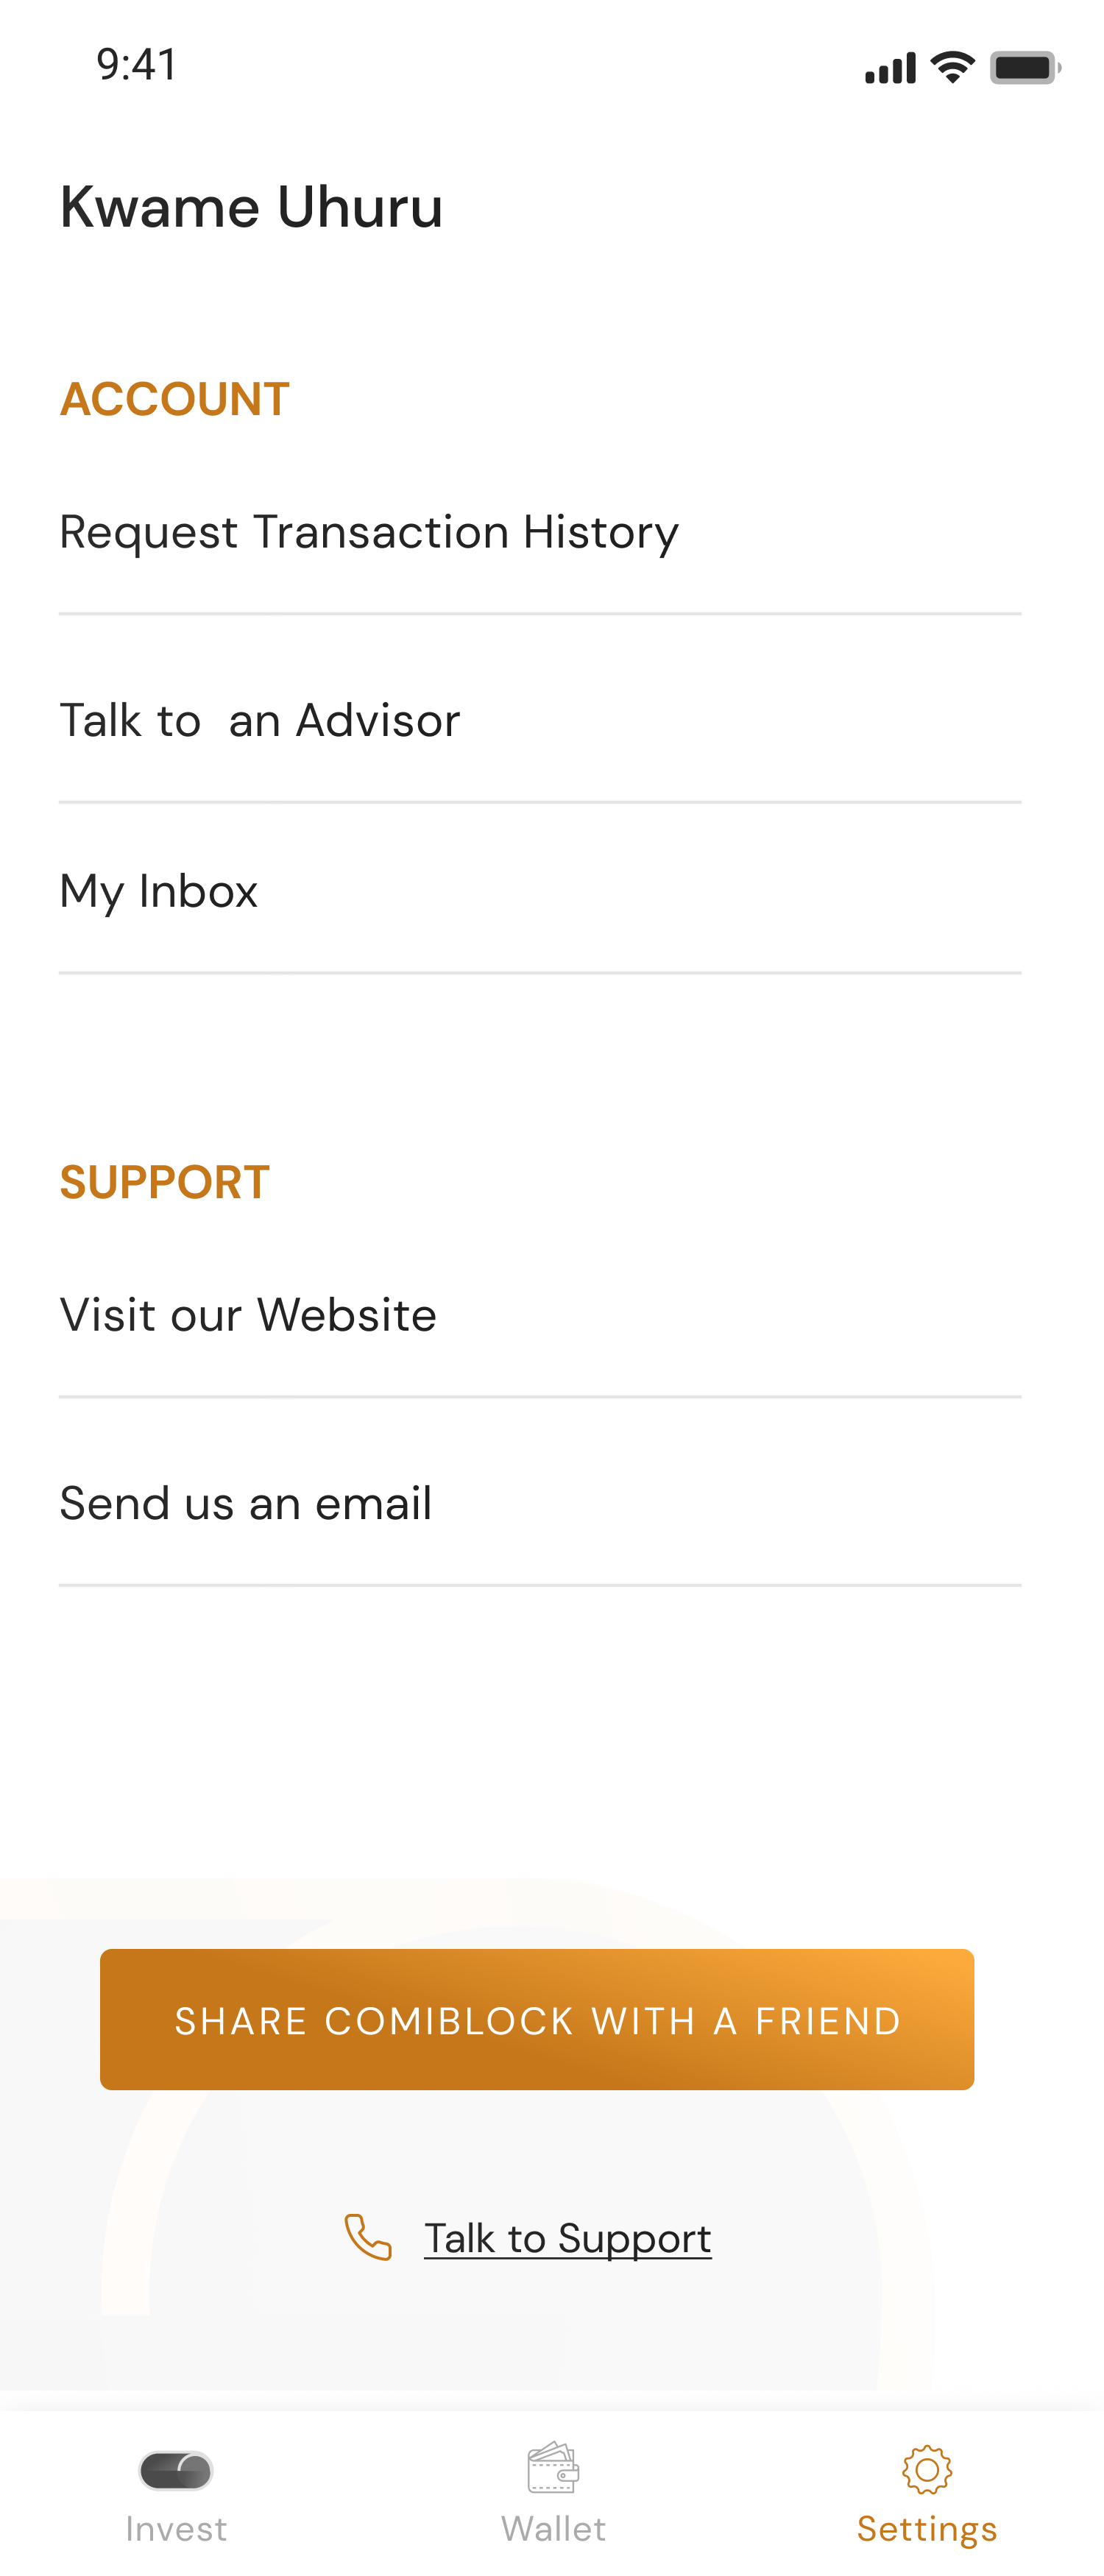 9:41
Kwame Uhuru
ACCOUNT
Request Transaction History
Talk to  an Advisor
My Inbox
SUPPORT
Visit our Website
Send us an email
SHARE COMIBLOCK WITH A FRIEND
Talk to Support
Invest
Wallet
Settings